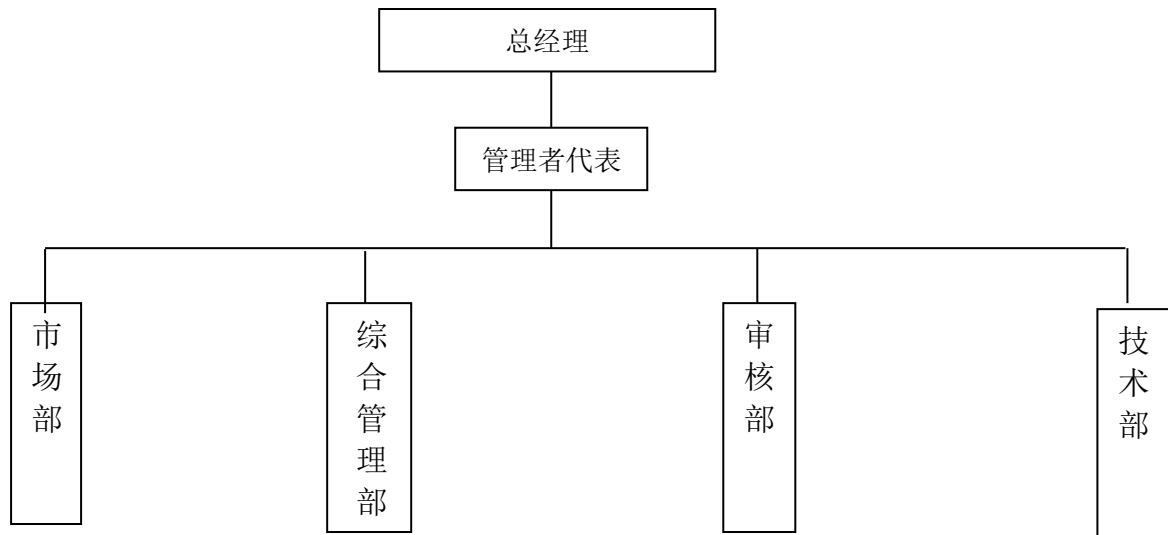 总经理
管理者代表
市场部
综合管理部
审核部
技术部